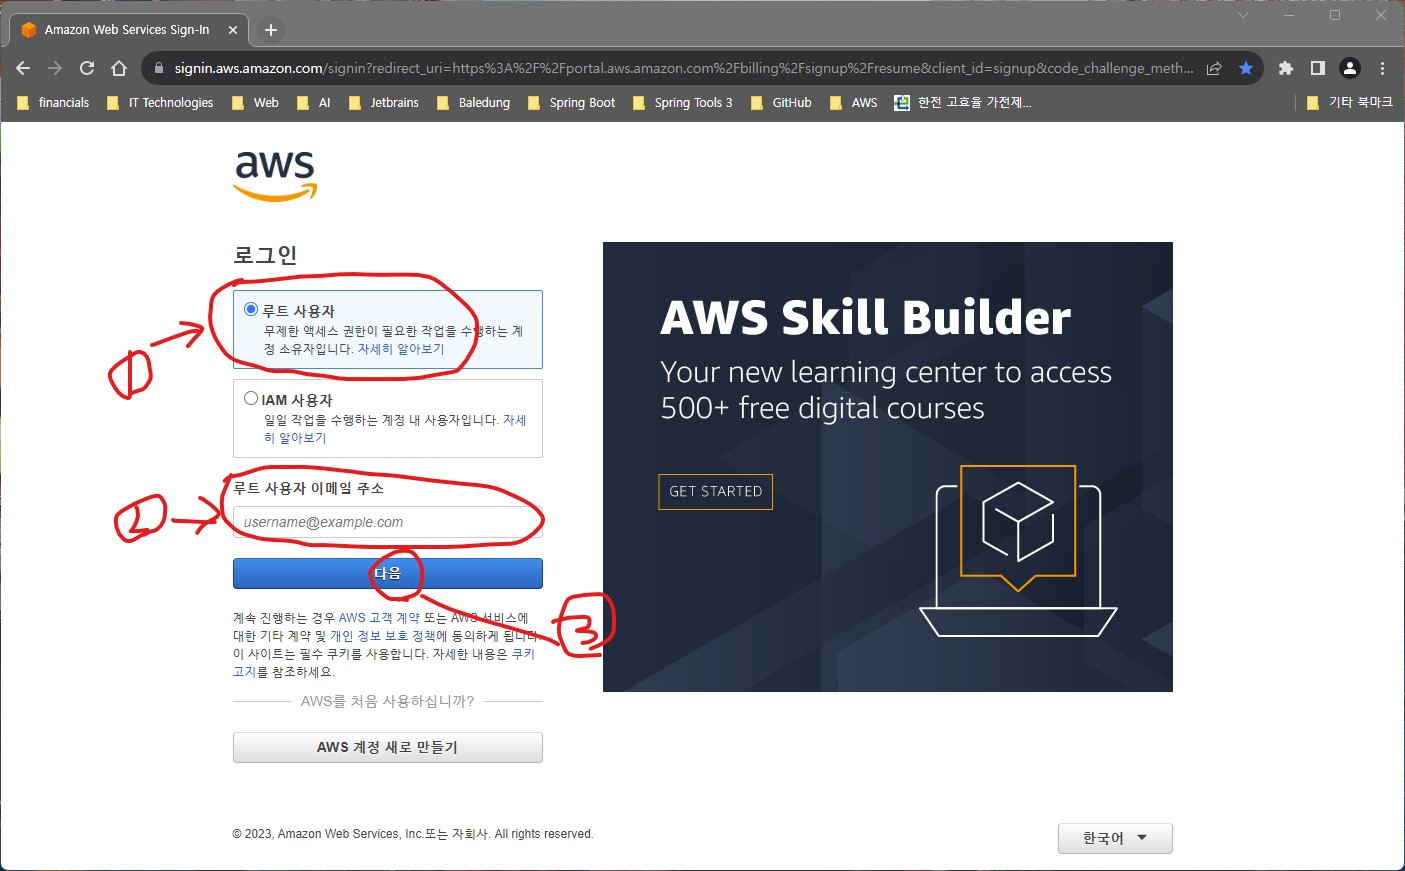 Amazon Web Services Sign-In
signin.aws.amazon.com/signin?redirect_uri=https%3A%2F%2Fportal.aws.amazon.com%2Fbilling%2Fsignup%2Fresume&client_id=signup&code_challenge_meth...
financials IT Technologies Web AI Jetbrains Baledung Spring Boot Spring Tools 3 GitHub AWS 한전 고효율 가전제... 기타 북마크
aws
로그인
루트 사용자
무제한 액세스 권한이 필요한 작업을 수행하는 계
정 소유자입니다. 자세히 알아보기
1
IAM 사용자
일일 작업을 수행하는 계정 내 사용자입니다. 자세
히 알아보기
루트 사용자 이메일 주소
2
username@example.com
다음
3
계속 진행하는 경우 AWS 고객 계약 또는 AWS 서비스에
대한 기타 계약 및 개인 정보 보호 정책에 동의하게 됩니다.
이 사이트는 필수 쿠키를 사용합니다. 자세한 내용은 쿠키
고지를 참조하세요.
AWS를 처음 사용하십니까?
AWS 계정 새로 만들기
AWS Skill Builder
Your new learning center to access
500+ free digital courses
GET STARTED
© 2023, Amazon Web Services, Inc.또는 자회사. All rights reserved.
한국어